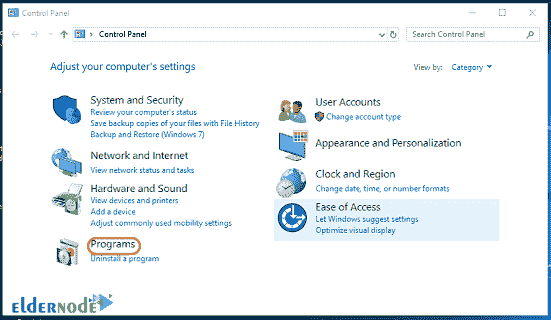 Control Panel
Control Panel
Search Control Panel
Adjust your computer's settings
View by: Category
System and Security
Review your computer's status
Save backup copies of your files with File History
Backup and Restore (Windows 7)
Network and Internet
View network status and tasks
Hardware and Sound
View devices and printers
Add a device
Adjust commonly used mobility settings
Programs
Uninstall a program
User Accounts
Change account type
Appearance and Personalization
Clock and Region
Change date, time, or number formats
Ease of Access
Let Windows suggest settings
Optimize visual display
eldernode